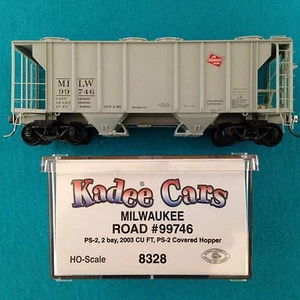 MILW
99746
Kadee Cars
MILWAUKEE
ROAD #99746
PS-2, 2 bay, 2003 CU FT, PS-2 Covered Hopper
HO-Scale
8328